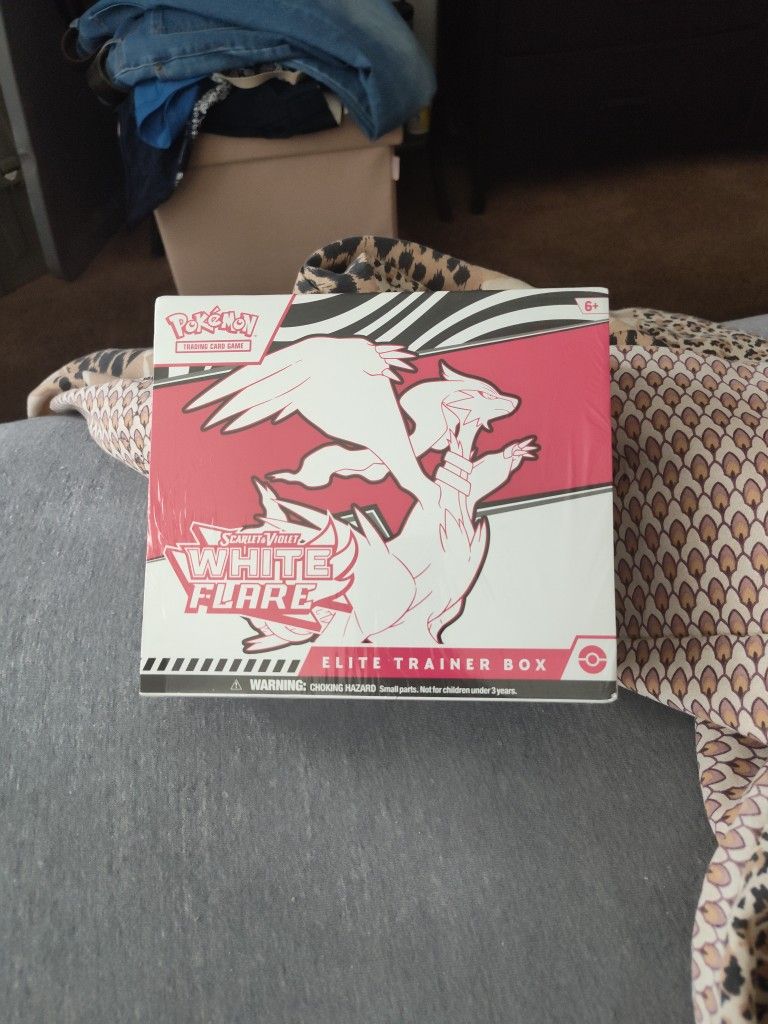 Pokémon
TRADING CARD GAME
6+
SCARLET & VIOLET
WHITE
FLARE
ELITE TRAINER BOX
WARNING: CHOKING HAZARD Small parts. Not for children under 3 years.